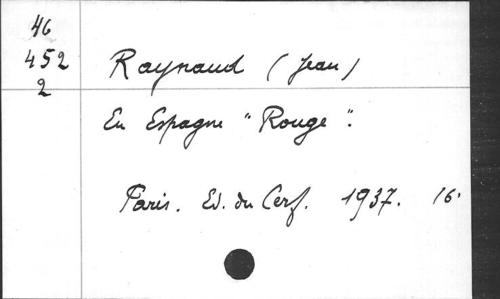 46
452
2
Raynaud (Jean)
En Espagne "Rouge".
Paris. Ed. du Cerf. 1937. 16.